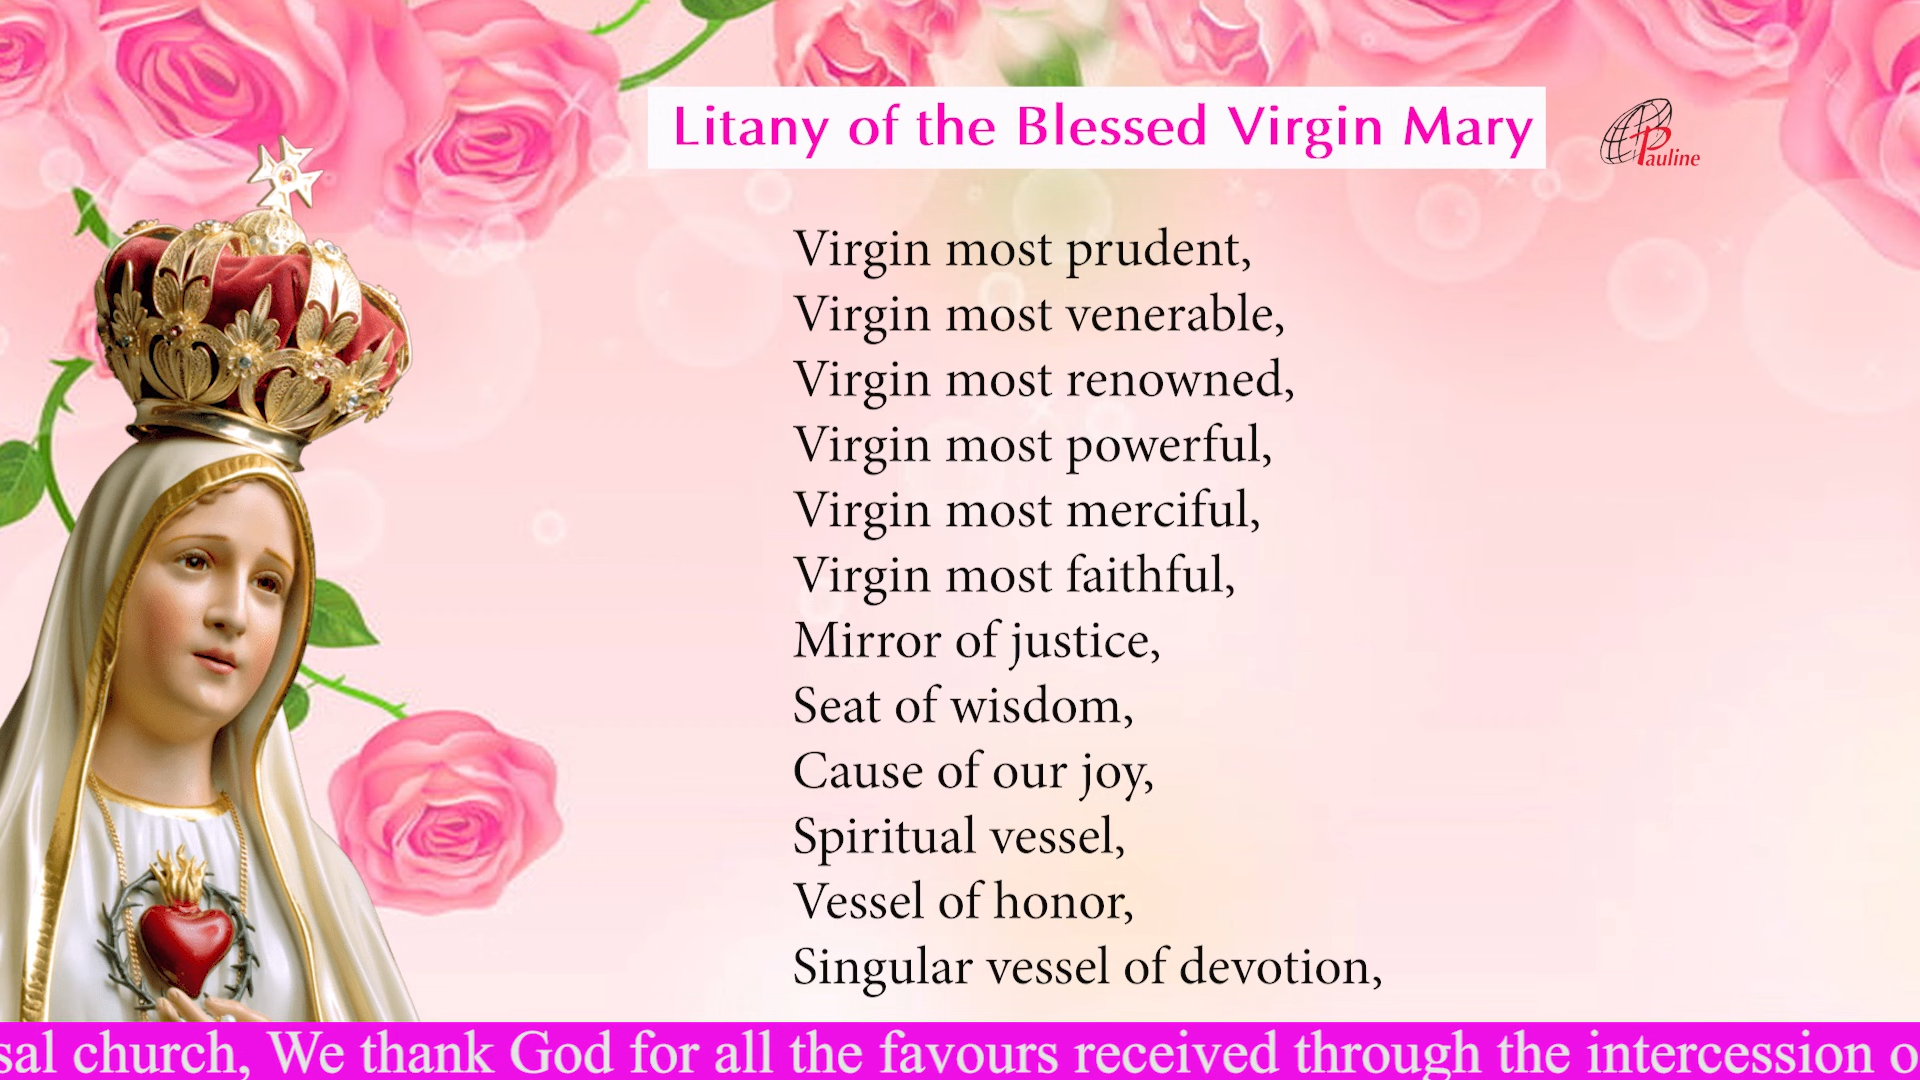 Litany of the Blessed Virgin Mary
Pauline
Virgin most prudent,
Virgin most venerable,
Virgin most renowned,
Virgin most powerful,
Virgin most merciful,
Virgin most faithful,
Mirror of justice,
Seat of wisdom,
Cause of our joy,
Spiritual vessel,
Vessel of honor,
Singular vessel of devotion,
sal church, We thank God for all the favours received through the intercession o